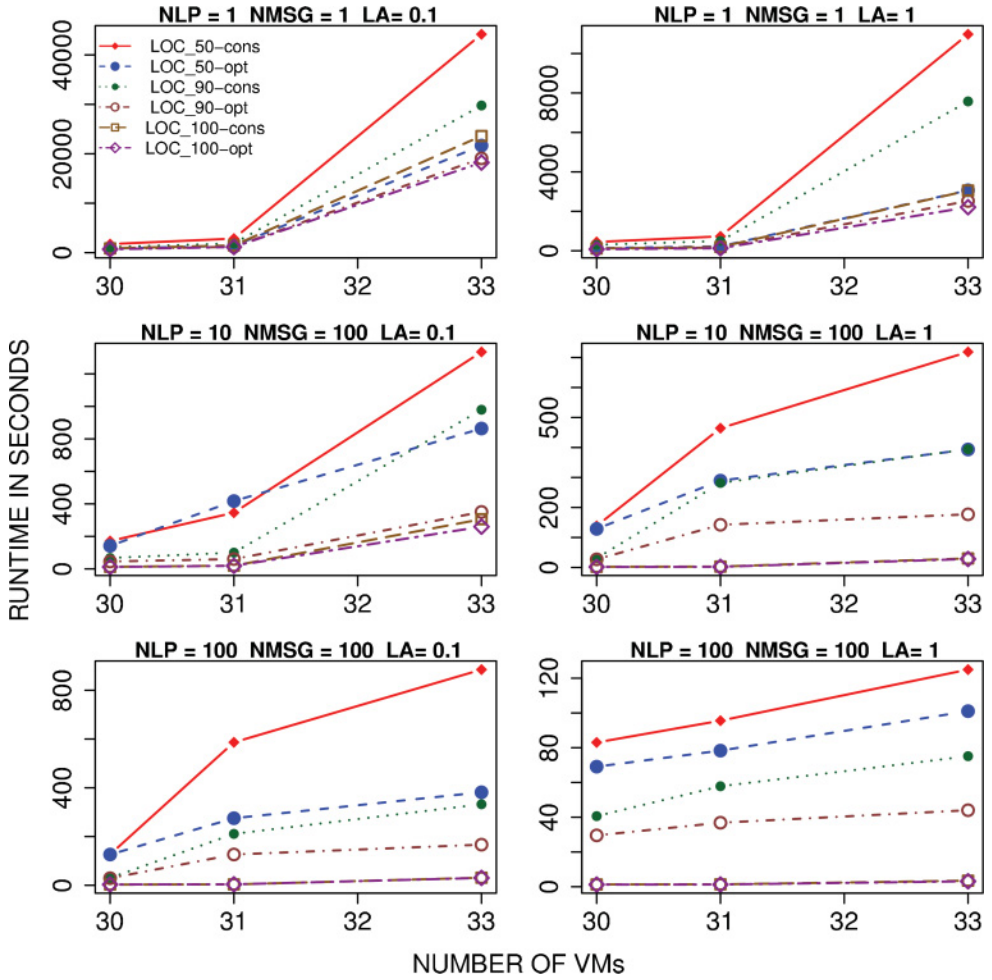 NLP = 1 NMSG = 1 LA= 0.1
NLP = 1 NMSG = 1 LA= 1
40000
20000
0
LOC_50−cons
LOC_50−opt
LOC_90−cons
LOC_90−opt
LOC_100−cons
LOC_100−opt
30 31 32 33
8000
4000
0
30 31 32 33
NLP = 10 NMSG = 100 LA= 0.1
NLP = 10 NMSG = 100 LA= 1
RUNTIME IN SECONDS
800
400
0
30 31 32 33
500
200
0
30 31 32 33
NLP = 100 NMSG = 100 LA= 0.1
NLP = 100 NMSG = 100 LA= 1
800
400
0
30 31 32 33
120
80
40
0
30 31 32 33
NUMBER OF VMs